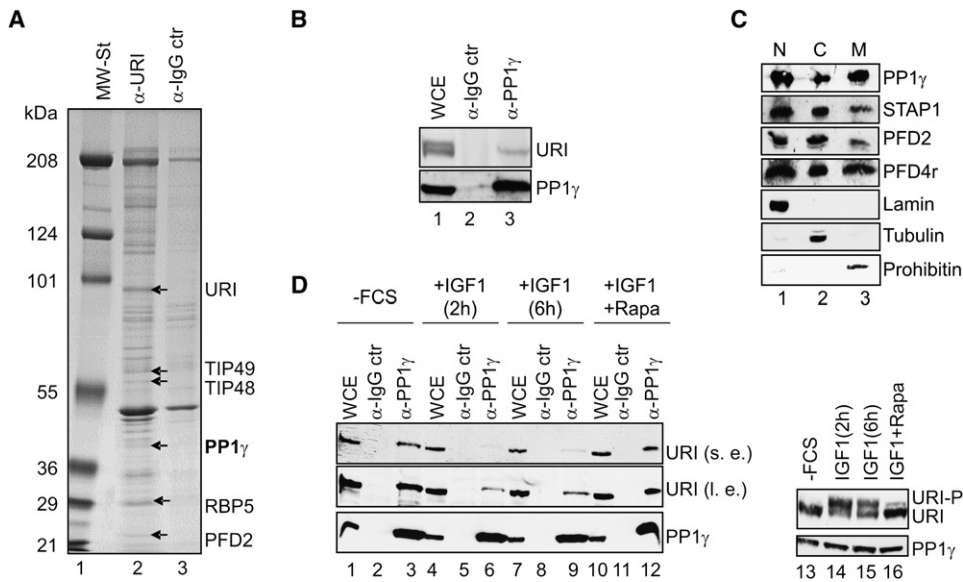 A
MW-St
α-URI
α-IgG ctr
kDa
208
124
101
55
36
29
21
URI
TIP49
TIP48
PP1γ
RBP5
PFD2
1 2 3
B
WCE
α-IgG ctr
α-PP1γ
URI
PP1γ
1 2 3
C
N C M
PP1γ
STAP1
PFD2
PFD4r
Lamin
Tubulin
Prohibitin
1 2 3
D
-FCS
+IGF1
(2h)
+IGF1
(6h)
+IGF1
+Rapa
WCE
α-IgG ctr
α-PP1γ
WCE
α-IgG ctr
α-PP1γ
WCE
α-IgG ctr
α-PP1γ
WCE
α-IgG ctr
α-PP1γ
URI (s. e.)
URI (l. e.)
PP1γ
1 2 3 4 5 6 7 8 9 10 11 12
-FCS
IGF1(2h)
IGF1(6h)
IGF1+Rapa
URI-P
URI
PP1γ
13 14 15 16